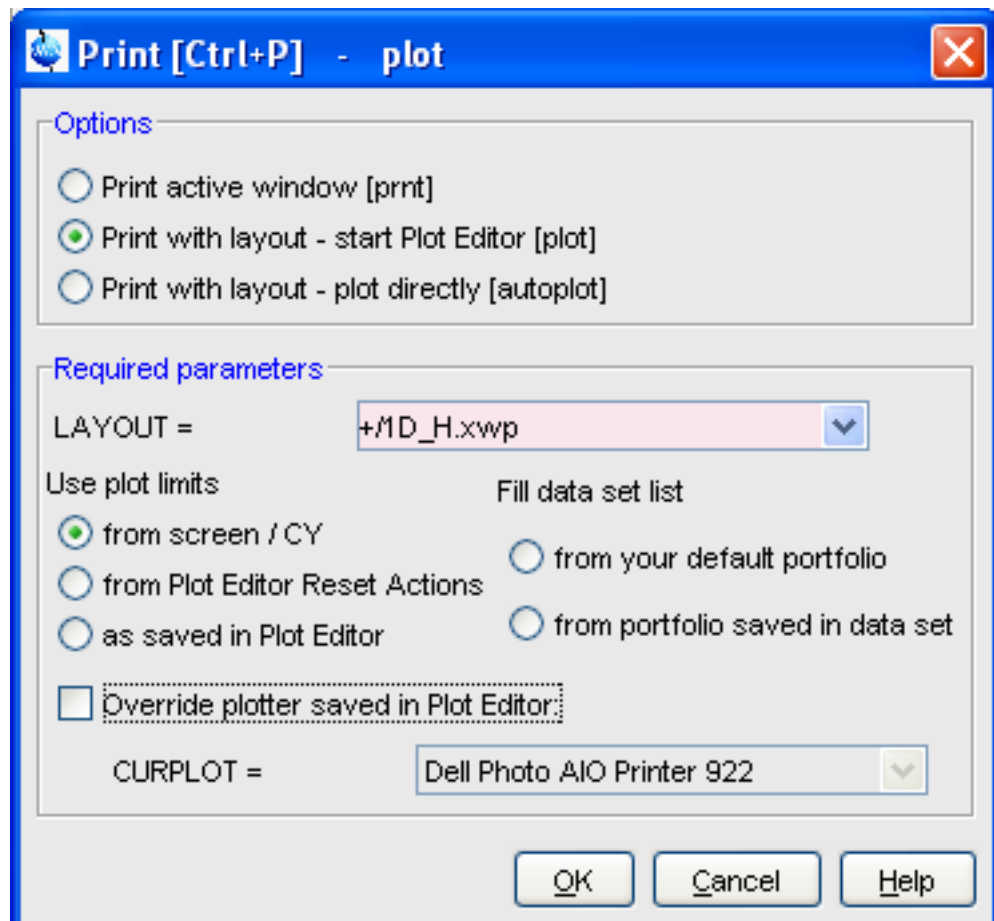 Print [Ctrl+P] - plot
Options
Print active window [prnt]
Print with layout - start Plot Editor [plot]
Print with layout - plot directly [autoplot]
Required parameters
LAYOUT = +/1D_H.xwp
Use plot limits
from screen / CY
from Plot Editor Reset Actions
as saved in Plot Editor
Fill data set list
from your default portfolio
from portfolio saved in data set
Override plotter saved in Plot Editor:
CURPLOT = Dell Photo AIO Printer 922
OK Cancel Help